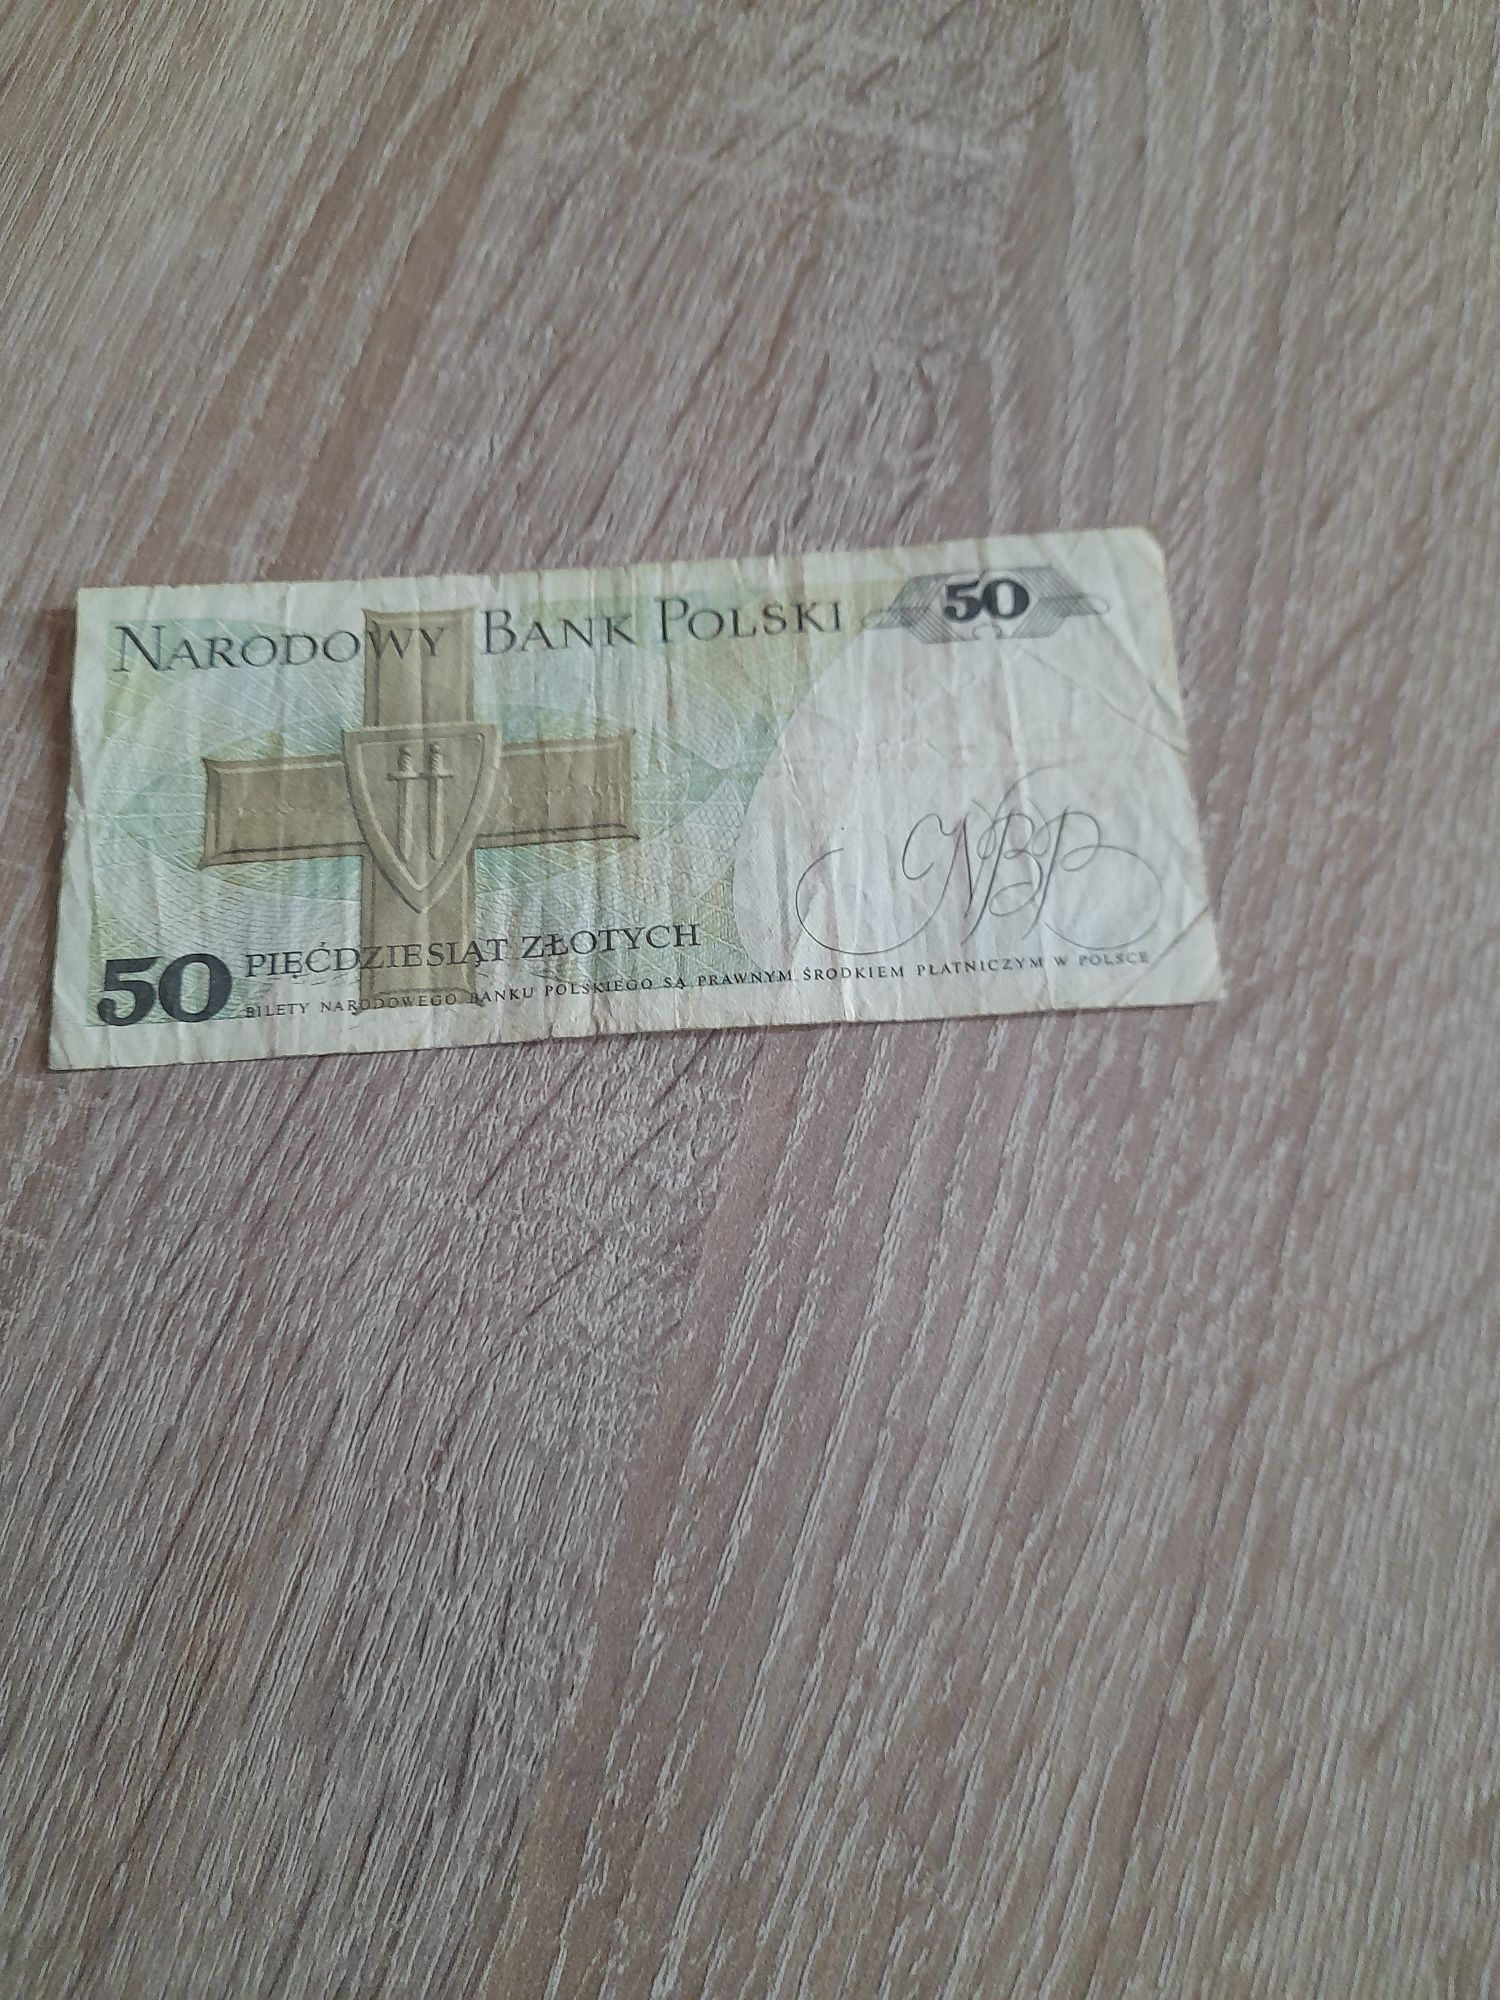 NARODOWY BANK POLSKI 50
NBP
50 PIĘĆDZIESIĄT ZŁOTYCH
BILETY NARODOWEGO BANKU POLSKIEGO SĄ PRAWNYM ŚRODKIEM PŁATNICZYM W POLSCE